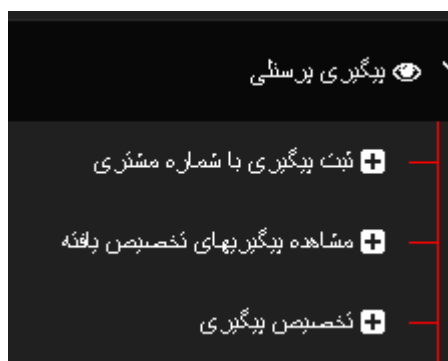 پیگیری پرسنلی
ثبت پیگیری با شماره مشتری
مشاهده پیگیریهای تخصیص یافته
تخصیص پیگیری